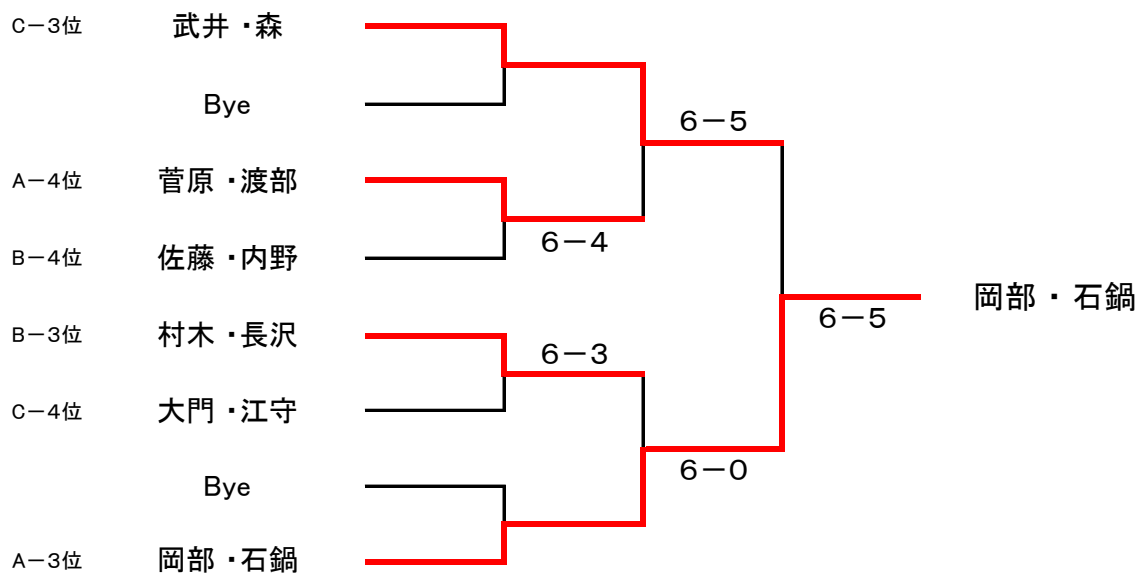 C－3位 武井・森
6－5
Bye
A－4位 菅原・渡部
6－4
B－4位 佐藤・内野
岡部・石鍋
6－5
B－3位 村木・長沢
6－3
C－4位 大門・江守
6－0
Bye
A－3位 岡部・石鍋